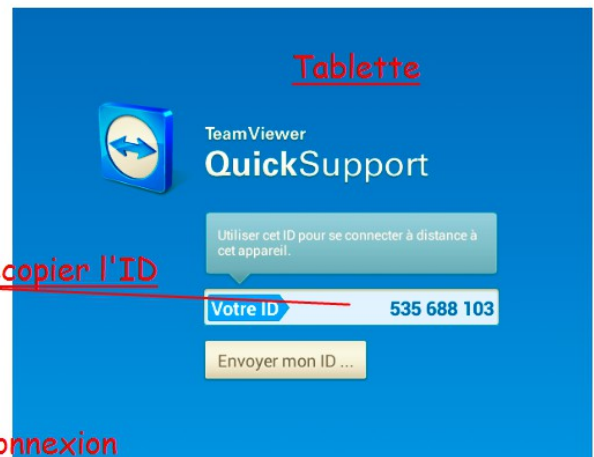 Tablette
TeamViewer
QuickSupport
Utiliser cet ID pour se connecter à distance à
cet appareil.
copier l'ID
Votre ID
535 688 103
Envoyer mon ID ...
onnexion